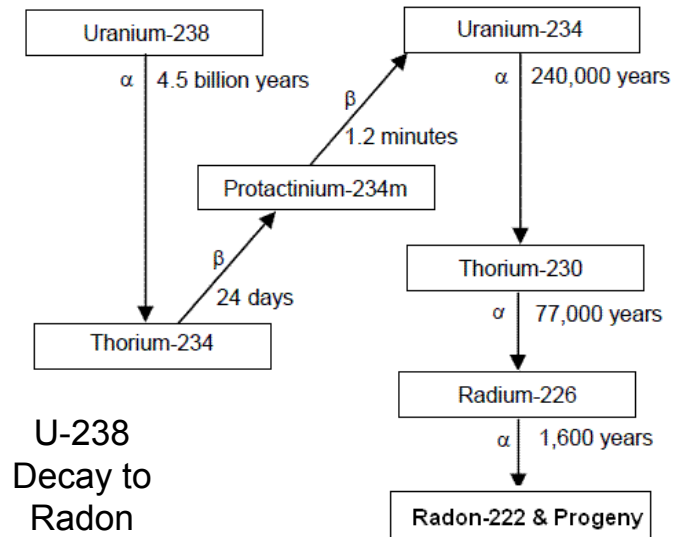 Uranium-238
α 4.5 billion years
Thorium-234
β
24 days
Protactinium-234m
β
1.2 minutes
Uranium-234
α 240,000 years
Thorium-230
α 77,000 years
Radium-226
α 1,600 years
Radon-222 & Progeny
U-238
Decay to
Radon